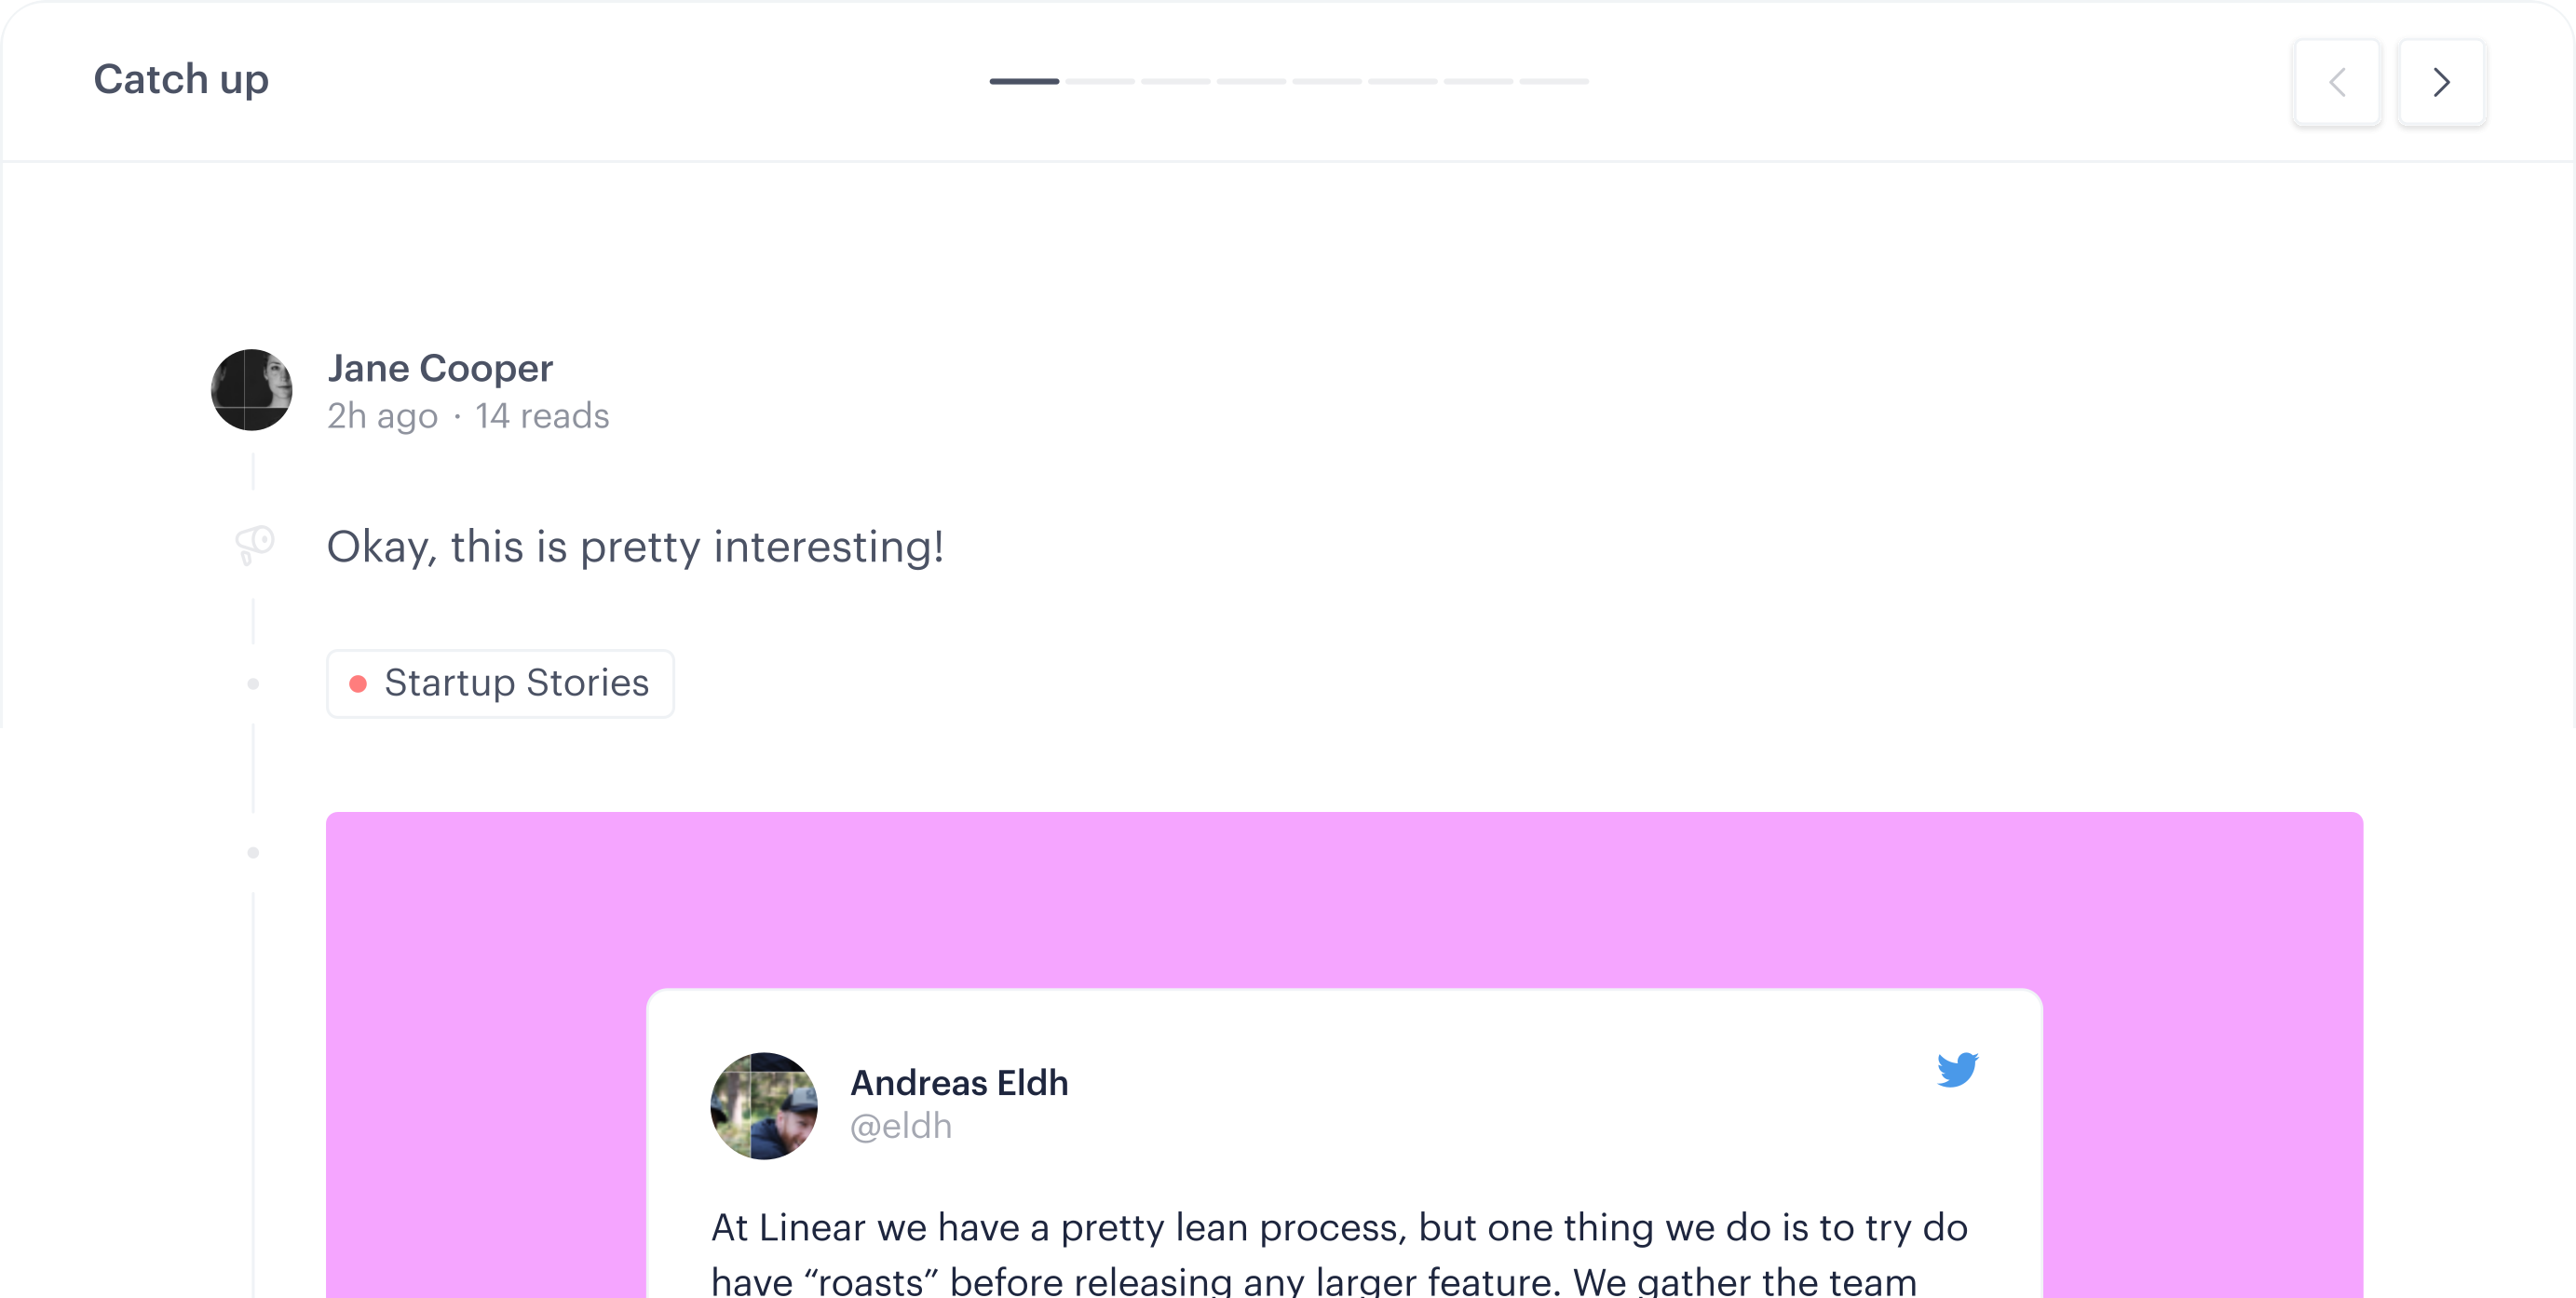 Catch up
Jane Cooper
2h ago · 14 reads
Okay, this is pretty interesting!
Startup Stories
Andreas Eldh
@eldh
At Linear we have a pretty lean process, but one thing we do is to try do
have “roasts” before releasing any larger feature. We gather the team